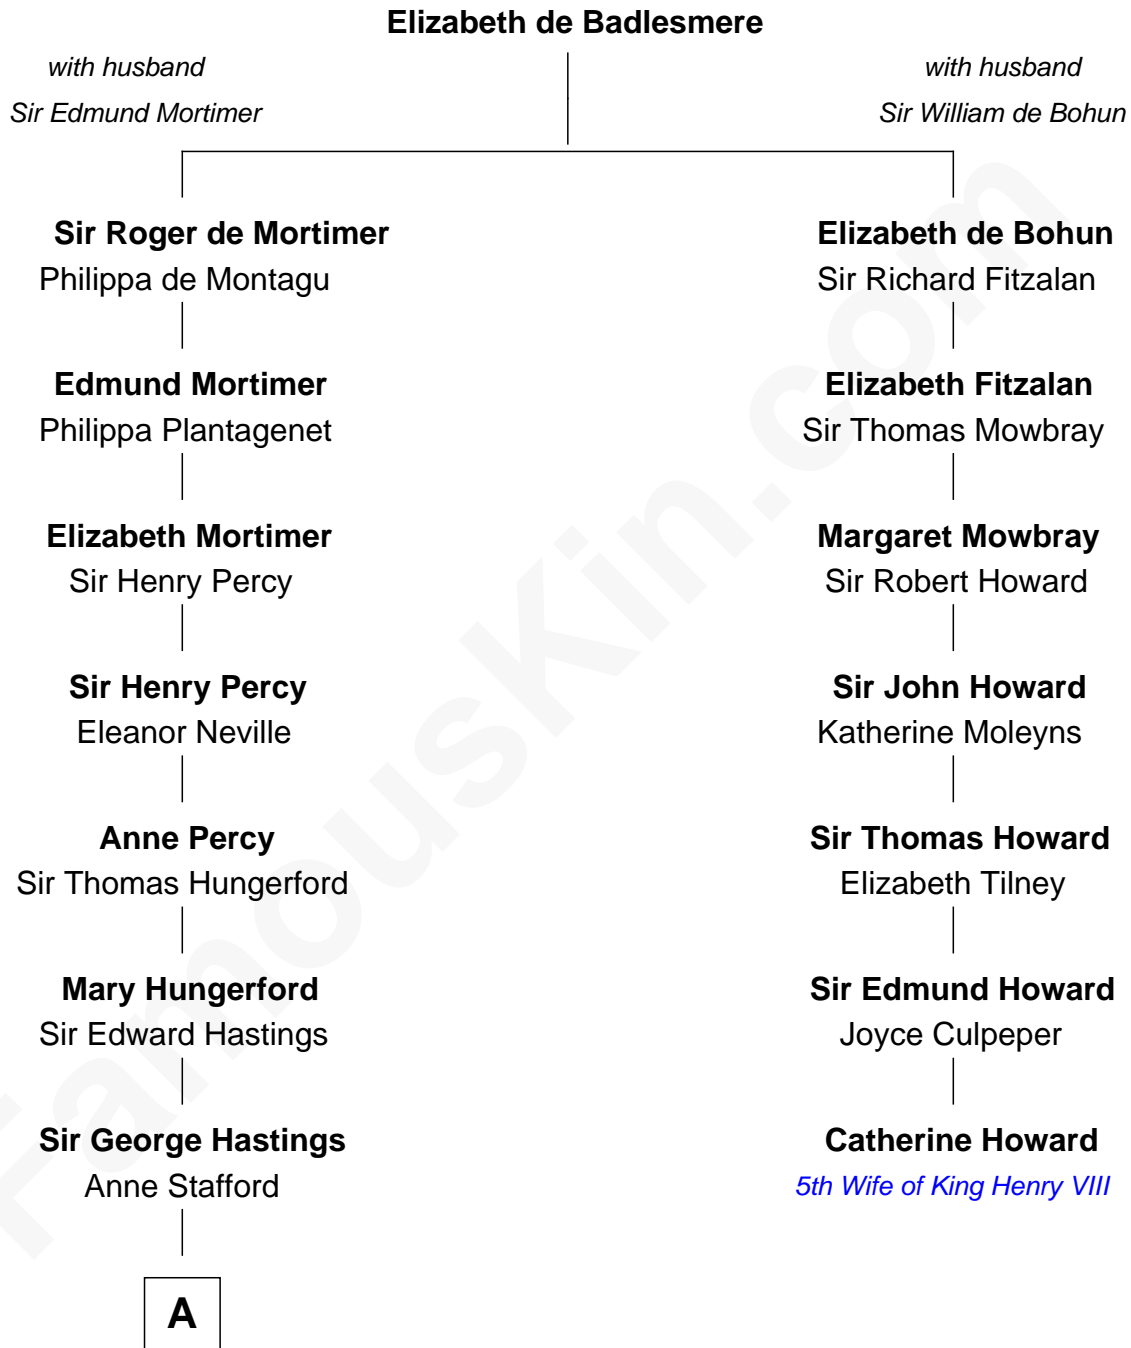 Elizabeth de Badlesmere
with husband
Sir Edmund Mortimer
with husband
Sir William de Bohun
Sir Roger de Mortimer
Philippa de Montagu
Elizabeth de Bohun
Sir Richard Fitzalan
Edmund Mortimer
Philippa Plantagenet
Elizabeth Fitzalan
Sir Thomas Mowbray
Elizabeth Mortimer
Sir Henry Percy
Margaret Mowbray
Sir Robert Howard
Sir Henry Percy
Eleanor Neville
Sir John Howard
Katherine Moleyns
Anne Percy
Sir Thomas Hungerford
Sir Thomas Howard
Elizabeth Tilney
Mary Hungerford
Sir Edward Hastings
Sir Edmund Howard
Joyce Culpeper
Sir George Hastings
Anne Stafford
Catherine Howard
5th Wife of King Henry VIII
A
FamousKin.com